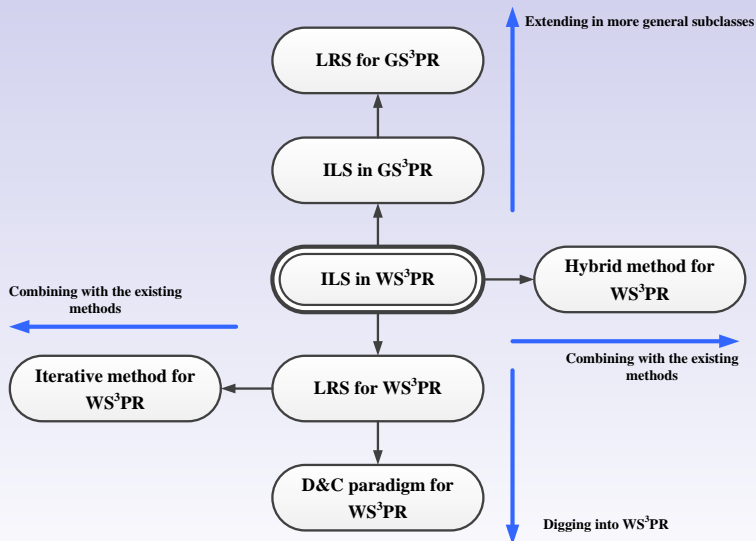 Extending in more general subclasses
LRS for GS³PR
ILS in GS³PR
ILS in WS³PR
Hybrid method for
WS³PR
Combining with the existing
methods
Combining with the existing
methods
Iterative method for
WS³PR
LRS for WS³PR
D&C paradigm for
WS³PR
Digging into WS³PR